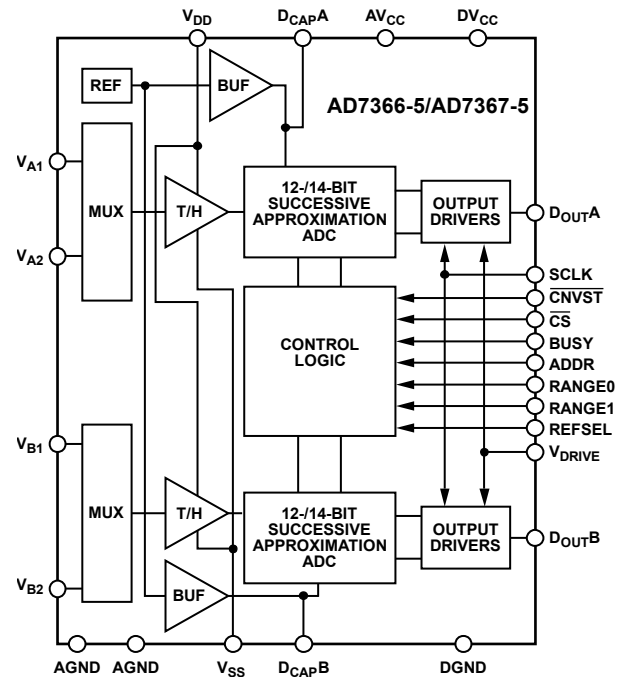 VDD
DCAPA
AVCC
DVCC
REF
BUF
AD7366-5/AD7367-5
VA1
MUX
VA2
T/H
12-/14-BIT
SUCCESSIVE
APPROXIMATION
ADC
OUTPUT
DRIVERS
DOUTA
SCLK
CNVST
CS
BUSY
ADDR
RANGE0
RANGE1
REFSEL
VDRIVE
CONTROL
LOGIC
VB1
MUX
VB2
T/H
12-/14-BIT
SUCCESSIVE
APPROXIMATION
ADC
OUTPUT
DRIVERS
DOUTB
BUF
AGND
AGND
VSS
DCAPB
DGND